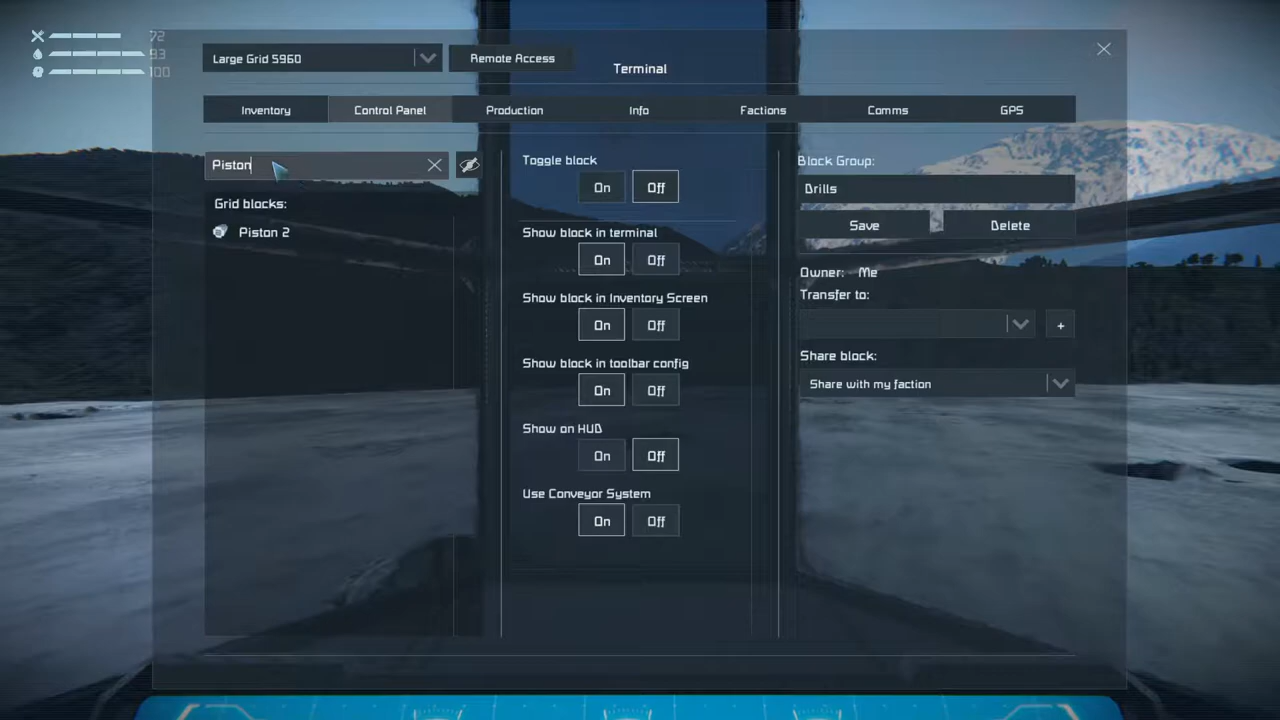 72
93
100
Large Grid 5960
Remote Access
Terminal
Inventory
Control Panel
Production
Info
Factions
Comms
GPS
Piston
Grid blocks:
Piston 2
Toggle block
On Off
Show block in terminal
On Off
Show block in Inventory Screen
On Off
Show block in toolbar config
On Off
Show on HUD
On Off
Use Conveyor System
On Off
Block Group:
Drills
Save Delete
Owner: Me
Transfer to:
+
Share block:
Share with my faction